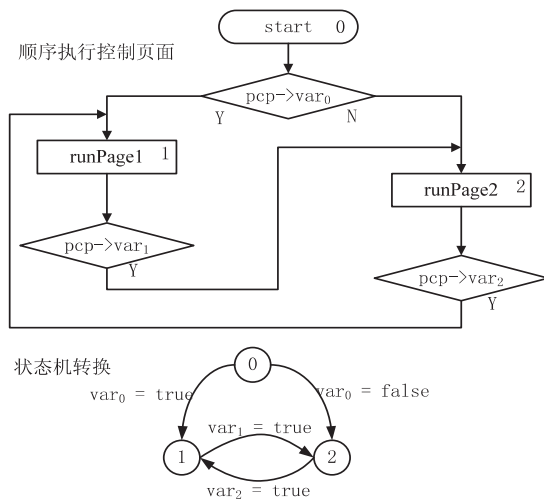 start 0
顺序执行控制页面
pcp->var₀
Y
N
runPage1 1
runPage2 2
pcp->var₁
Y
pcp->var₂
Y
状态机转换
0
var₀ = true
var₀ = false
var₁ = true
1
2
var₂ = true